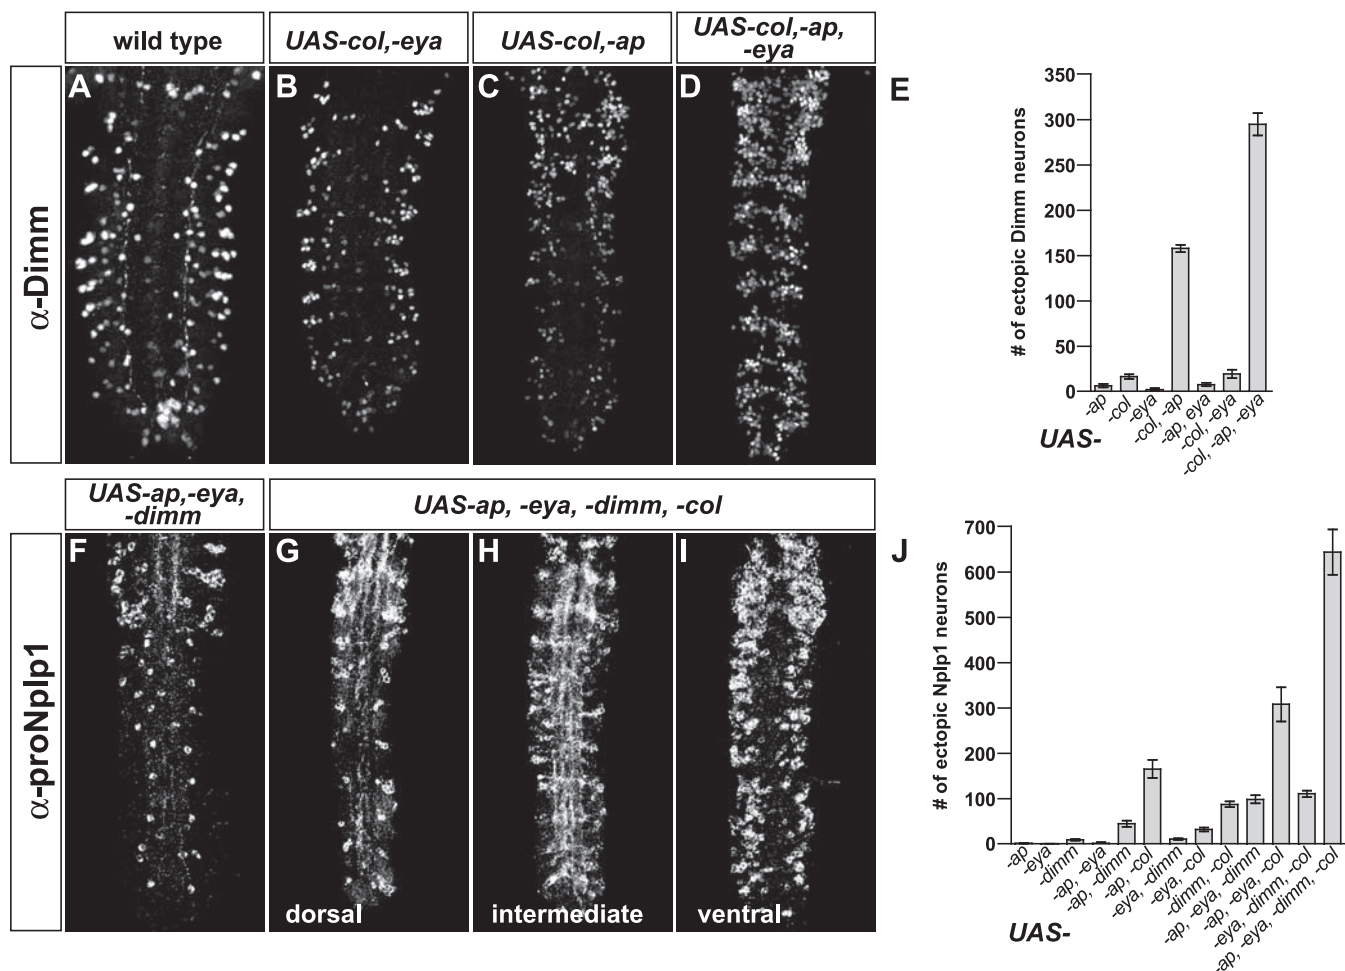 wild type
UAS-col,-eya
UAS-col,-ap
UAS-col,-ap,
-eya
α-Dimm
A
B
C
D
E
350
300
250
200
150
100
50
0
# of ectopic Dimm neurons
-ap
-col
-eya
-col, -ap
-ap, eya
-col, -eya
-col, -ap, -eya
UAS-
UAS-ap,-eya,
-dimm
UAS-ap, -eya, -dimm, -col
α-proNplp1
F
G
H
I
dorsal
intermediate
ventral
J
700
600
500
400
300
200
100
0
# of ectopic Nplp1 neurons
-ap
-eya
-dimm
-ap, -eya
-ap, -dimm
-ap, -col
-eya, -dimm
-eya, -col
-dimm, -col
-ap, -eya, -dimm
-ap, -eya, -col
-eya, -dimm, -col
-ap, -eya, -dimm, -col
UAS-